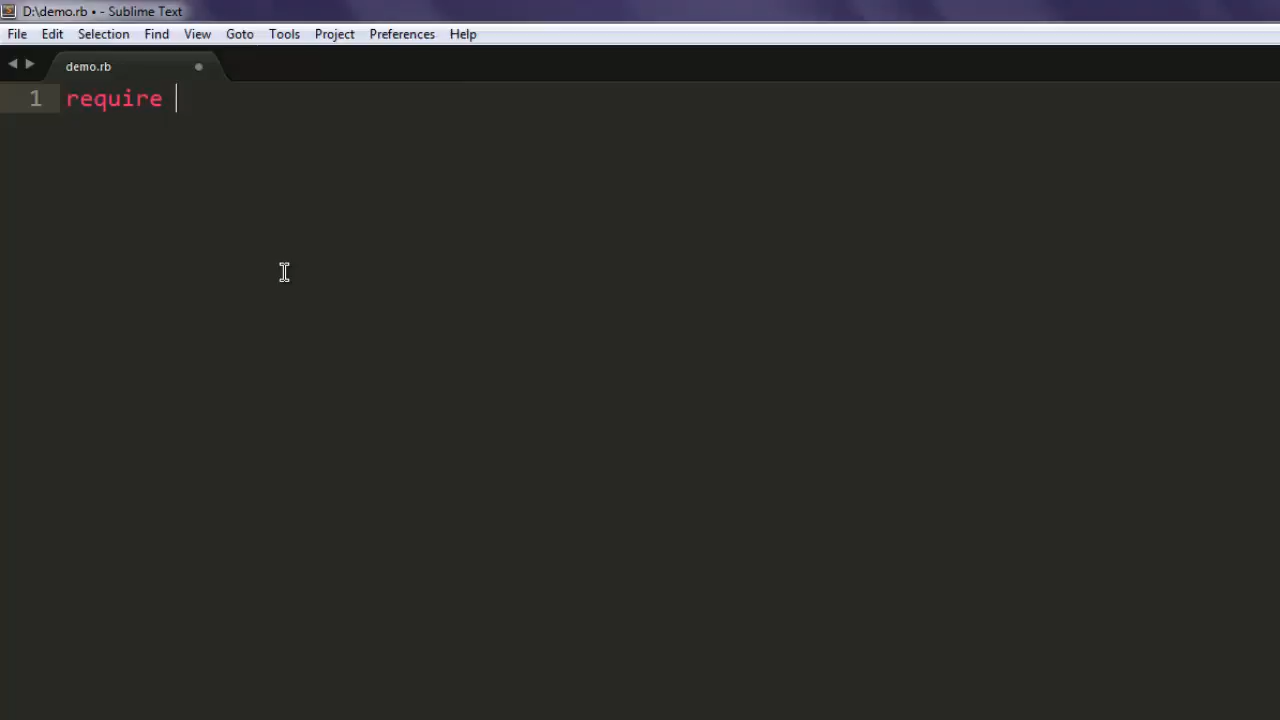 D:\demo.rb • - Sublime Text
File Edit Selection Find View Goto Tools Project Preferences Help
demo.rb
1 require